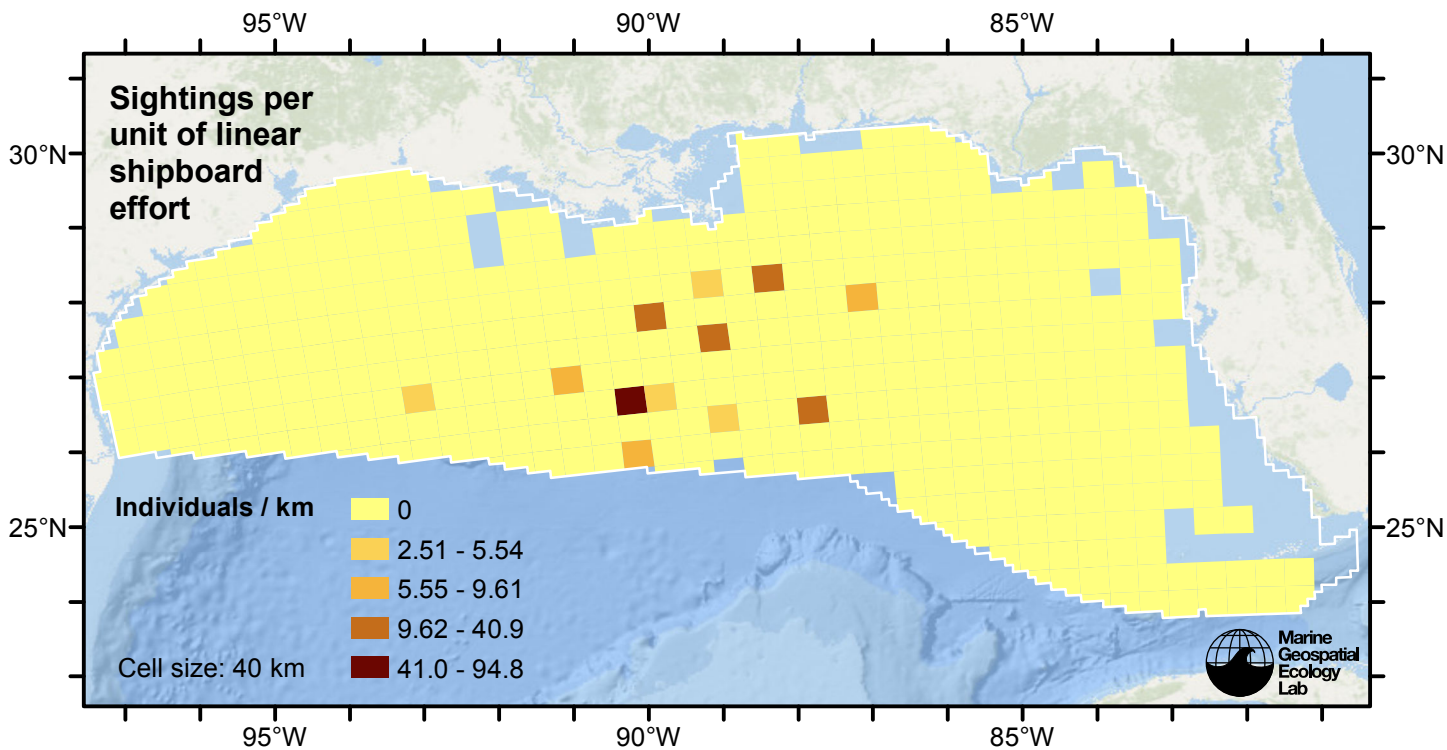 95°W 90°W 85°W
Sightings per
unit of linear
shipboard
effort
30°N 30°N
25°N 25°N
Individuals / km
0
2.51 - 5.54
5.55 - 9.61
9.62 - 40.9
41.0 - 94.8
Cell size: 40 km
Marine
Geospatial
Ecology
Lab
95°W 90°W 85°W